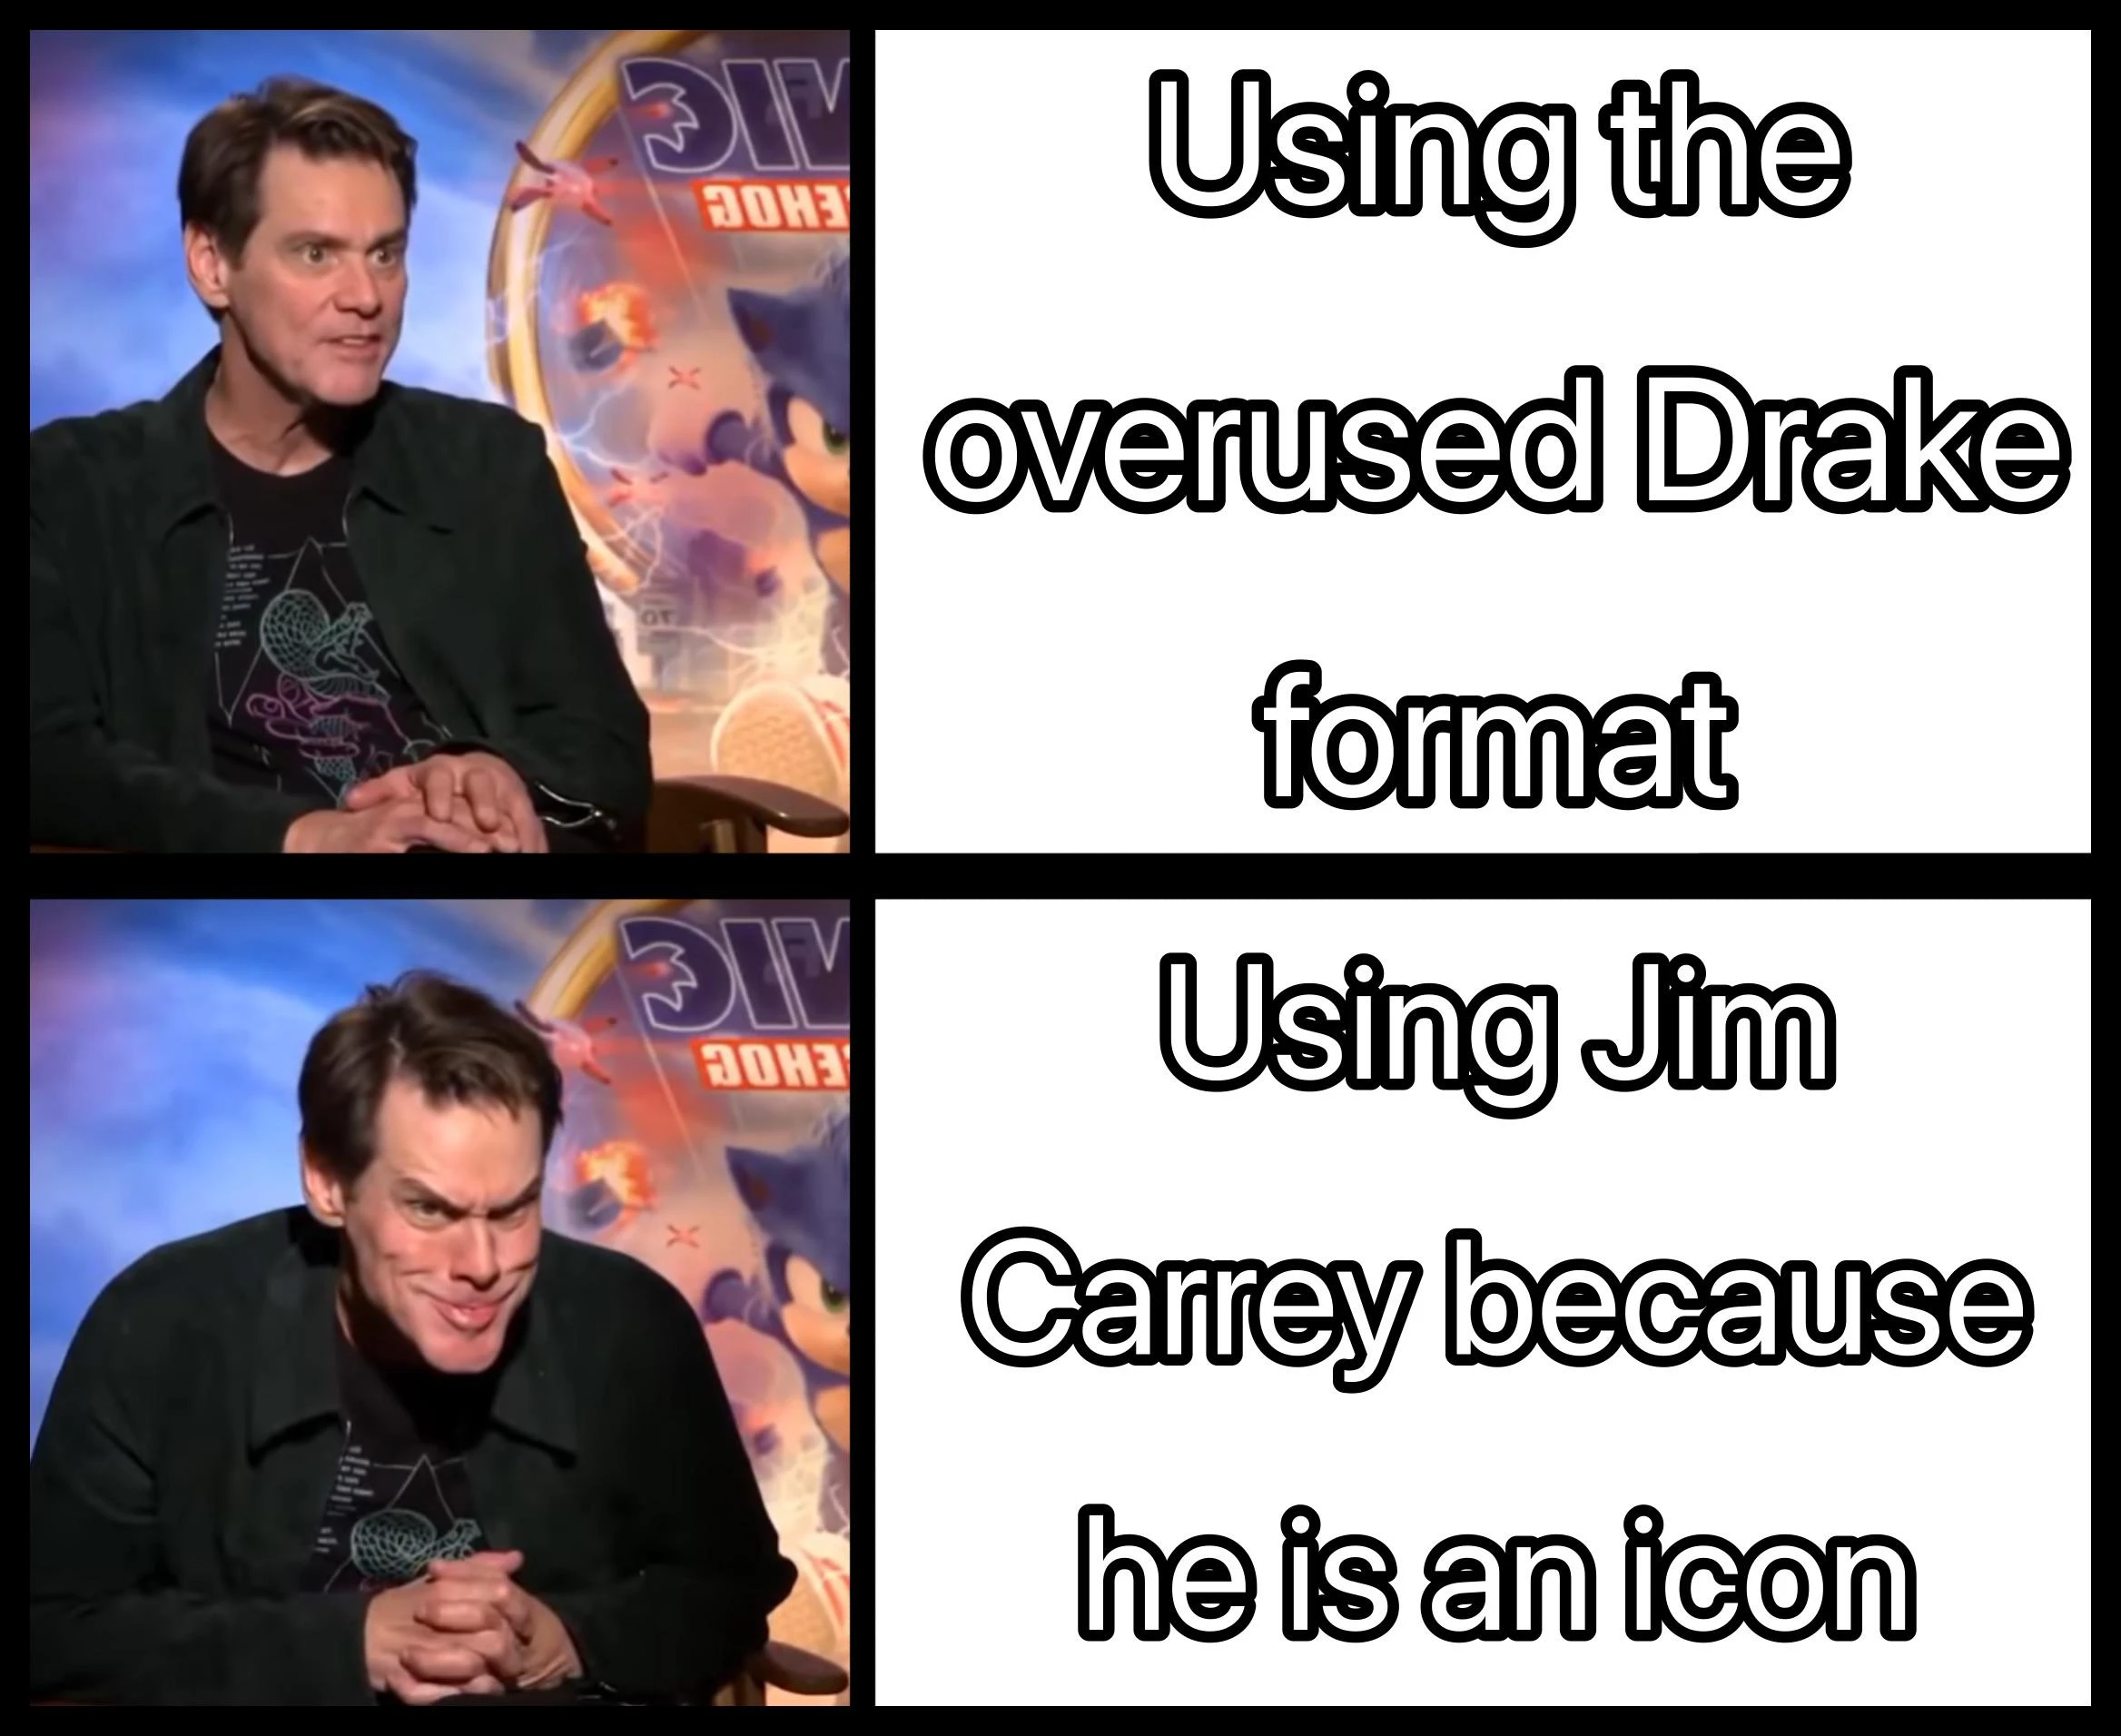 Using the
overused Drake
format
Using Jim
Carrey because
he is an icon